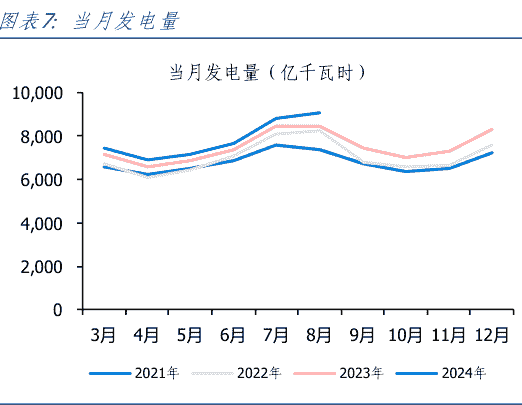 图表7: 当月发电量
当月发电量（亿千瓦时）
10,000
8,000
6,000
4,000
2,000
0
3月 4月 5月 6月 7月 8月 9月 10月 11月 12月
2021年 2022年 2023年 2024年